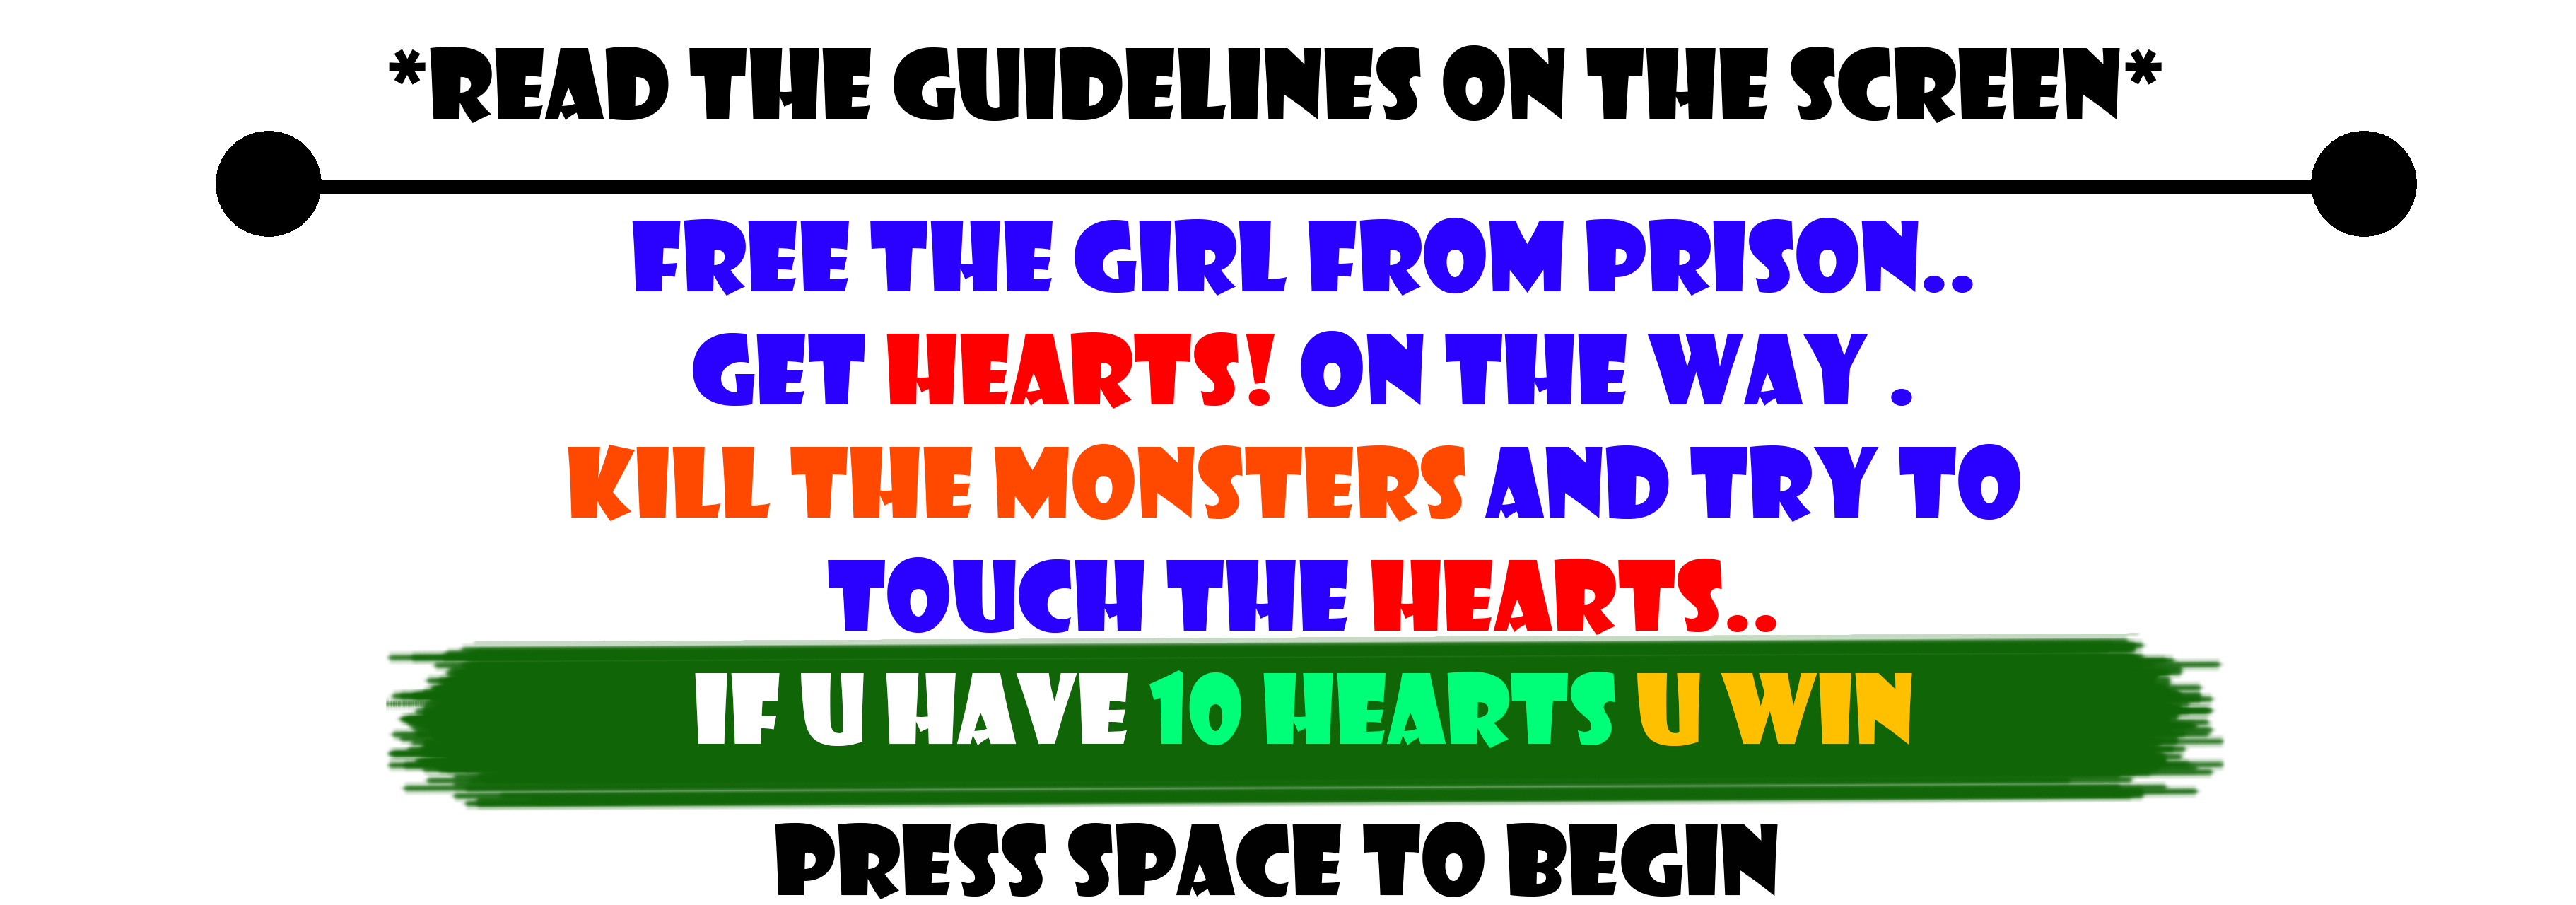 *READ THE GUIDELINES ON THE SCREEN*
FREE THE GIRL FROM PRISON..
GET HEARTS! ON THE WAY .
KILL THE MONSTERS AND TRY TO
TOUCH THE HEARTS..
IF U HAVE 10 HEARTS U WIN
PRESS SPACE TO BEGIN